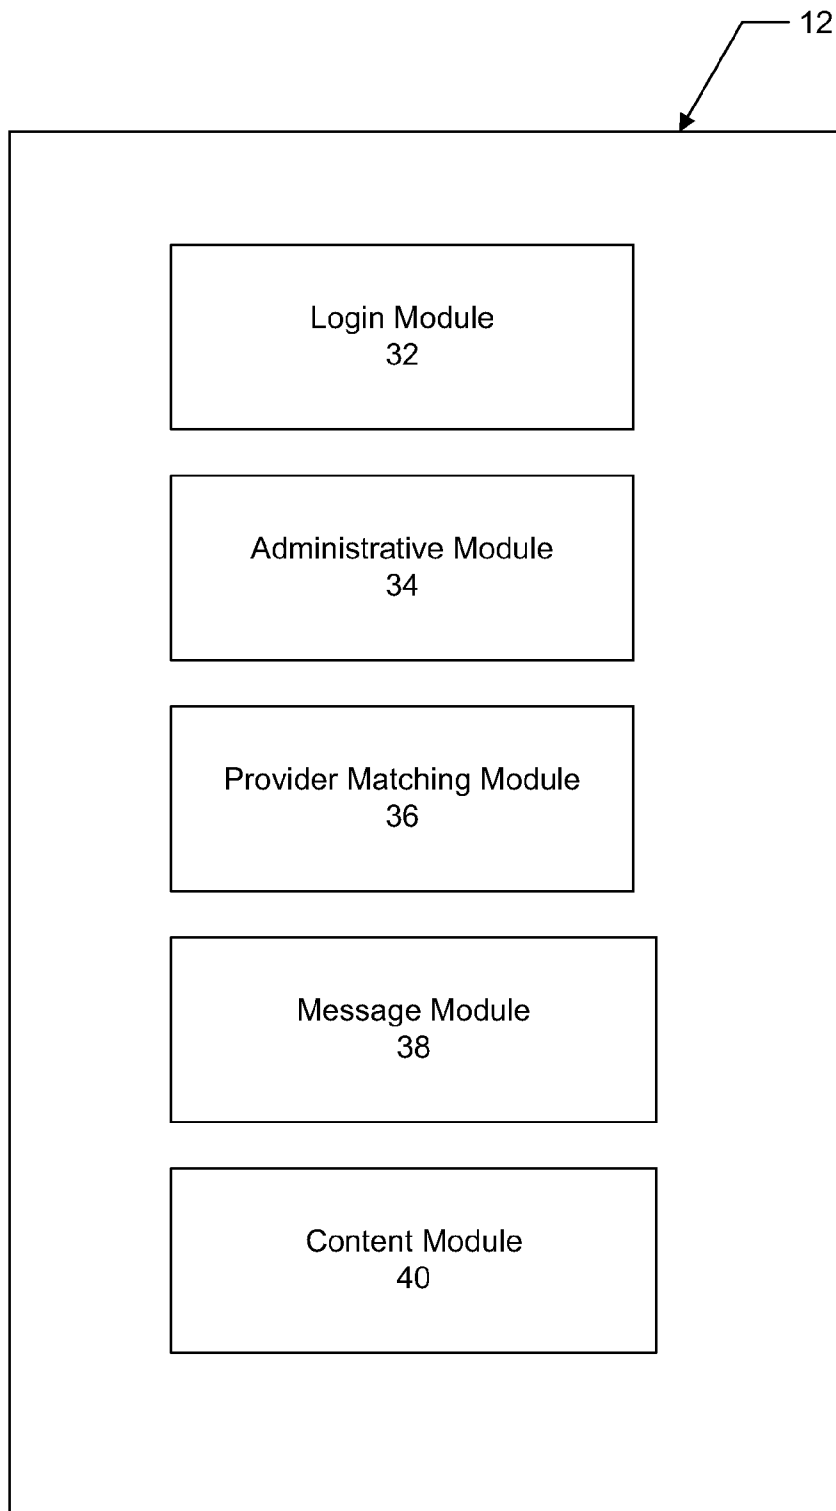 12
Login Module
32
Administrative Module
34
Provider Matching Module
36
Message Module
38
Content Module
40